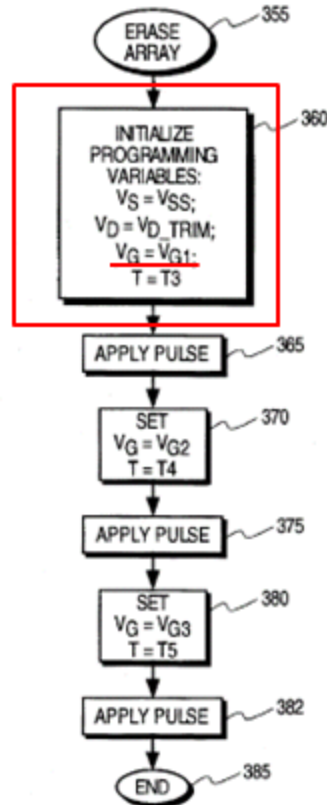 ERASE
ARRAY
355
INITIALIZE
PROGRAMMING
VARIABLES:
VS = VSS;
VD = VD_TRIM;
VG = VG1;
T = T3
360
APPLY PULSE
365
SET
VG = VG2
T = T4
370
APPLY PULSE
375
SET
VG = VG3
T = T5
380
APPLY PULSE
382
END
385